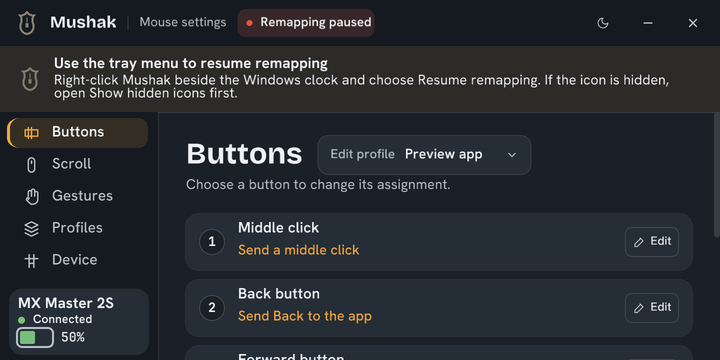 Mushak
Mouse settings
Remapping paused
Use the tray menu to resume remapping
Right-click Mushak beside the Windows clock and choose Resume remapping. If the icon is hidden,
open Show hidden icons first.
Buttons
Scroll
Gestures
Profiles
Device
MX Master 2S
Connected
50%
Buttons
Edit profile Preview app
Choose a button to change its assignment.
1
Middle click
Send a middle click
Edit
2
Back button
Send Back to the app
Edit
Forward button